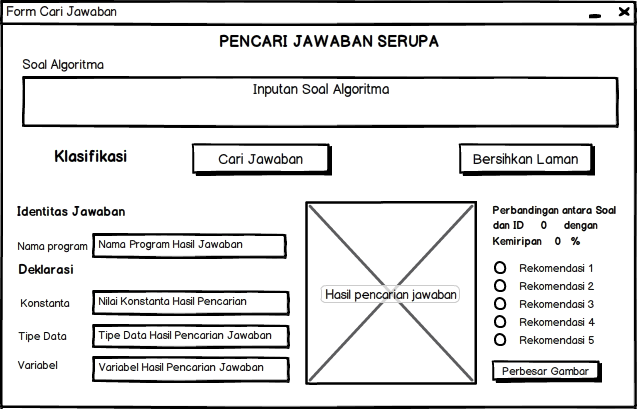 Form Cari Jawaban
PENCARI JAWABAN SERUPA
Soal Algoritma
Inputan Soal Algoritma
Klasifikasi
Cari Jawaban
Bersihkan Laman
Identitas Jawaban
Nama program
Nama Program Hasil Jawaban
Deklarasi
Konstanta
Nilai Konstanta Hasil Pencarian
Tipe Data
Tipe Data Hasil Pencarian Jawaban
Variabel
Variabel Hasil Pencarian Jawaban
Hasil pencarian jawaban
Perbandingan antara Soal
dan ID 0 dengan
Kemiripan 0 %
Rekomendasi 1
Rekomendasi 2
Rekomendasi 3
Rekomendasi 4
Rekomendasi 5
Perbesar Gambar